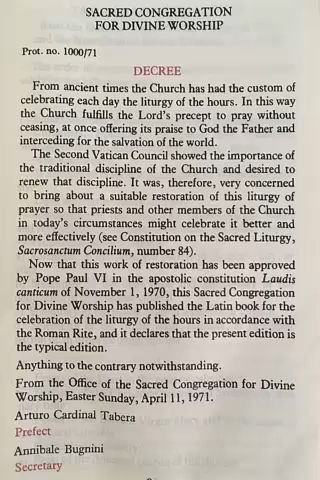 SACRED CONGREGATION
FOR DIVINE WORSHIP
Prot. no. 1000/71
DECREE
From ancient times the Church has had the custom of
celebrating each day the liturgy of the hours. In this way
the Church fulfills the Lord's precept to pray without
ceasing, at once offering its praise to God the Father and
interceding for the salvation of the world.
The Second Vatican Council showed the importance of
the traditional discipline of the Church and desired to
renew that discipline. It was, therefore, very concerned
to bring about a suitable restoration of this liturgy of
prayer so that priests and other members of the Church
in today's circumstances might celebrate it better and
more effectively (see Constitution on the Sacred Liturgy,
Sacrosanctum Concilium, number 84).
Now that this work of restoration has been approved
by Pope Paul VI in the apostolic constitution Laudis
canticum of November 1, 1970, this Sacred Congregation
for Divine Worship has published the Latin book for the
celebration of the liturgy of the hours in accordance with
the Roman Rite, and it declares that the present edition is
the typical edition.
Anything to the contrary notwithstanding.
From the Office of the Sacred Congregation for Divine
Worship, Easter Sunday, April 11, 1971.
Arturo Cardinal Tabera
Prefect
Annibale Bugnini
Secretary